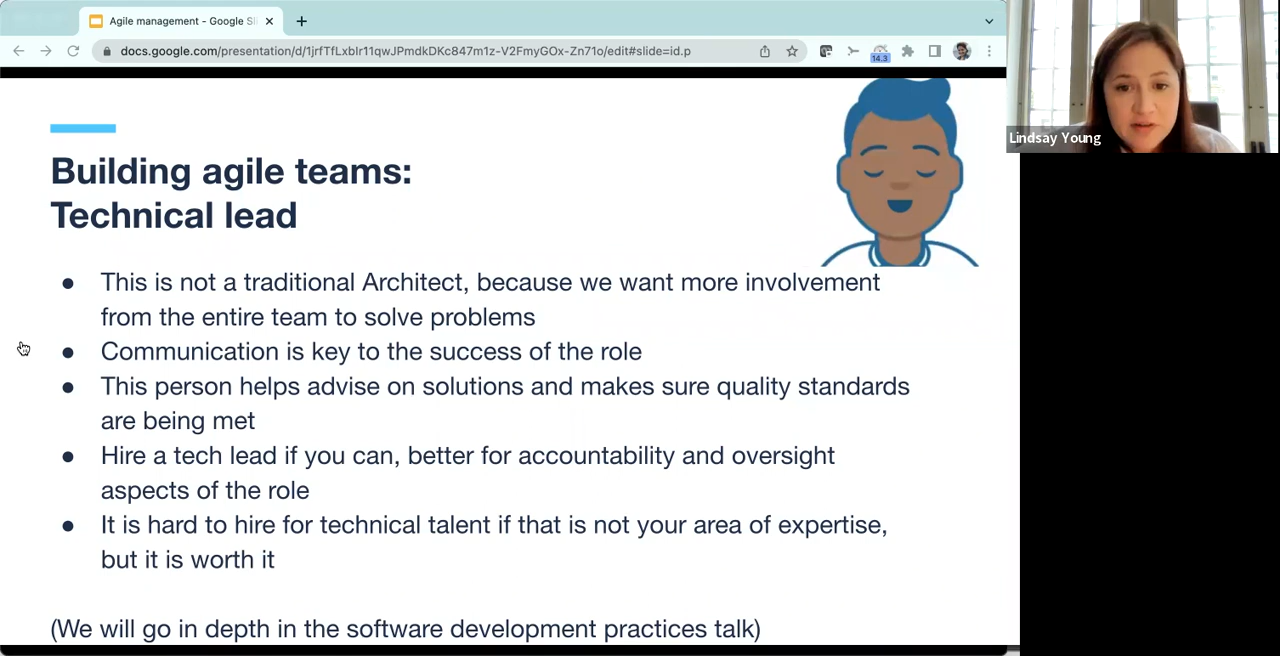 Agile management - Google Sl
docs.google.com/presentation/d/1jrfTfLxbIr11qwJPmdkDKc847m1z-V2FmyGOx-Zn71o/edit#slide=id.p
14.3
Lindsay Young
Building agile teams:
Technical lead
● This is not a traditional Architect, because we want more involvement
from the entire team to solve problems
● Communication is key to the success of the role
● This person helps advise on solutions and makes sure quality standards
are being met
● Hire a tech lead if you can, better for accountability and oversight
aspects of the role
● It is hard to hire for technical talent if that is not your area of expertise,
but it is worth it
(We will go in depth in the software development practices talk)